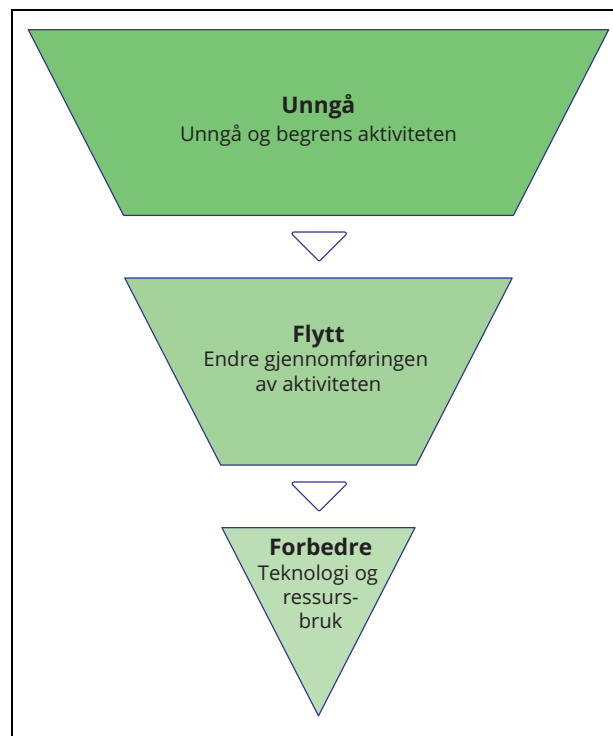 Unngå
Unngå og begrens aktiviteten
Flytt
Endre gjennomføringen
av aktiviteten
Forbedre
Teknologi og
ressurs-
bruk